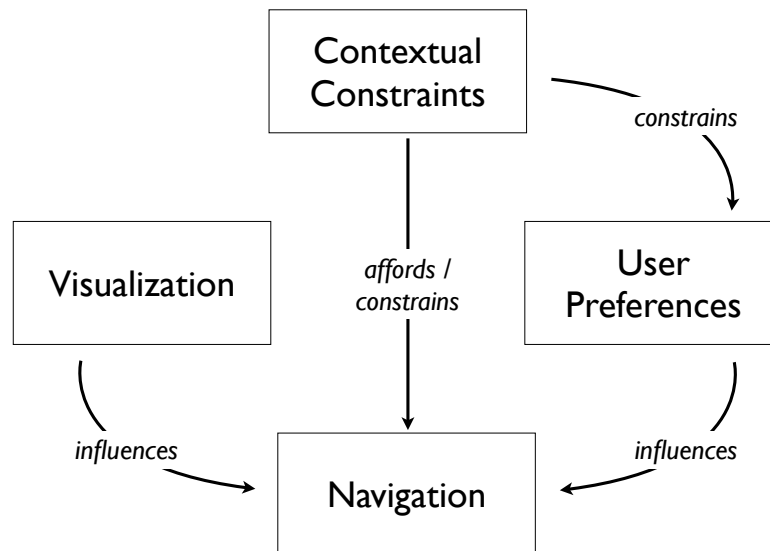 Contextual
Constraints
constrains
Visualization
affords /
constrains
User
Preferences
influences
influences
Navigation